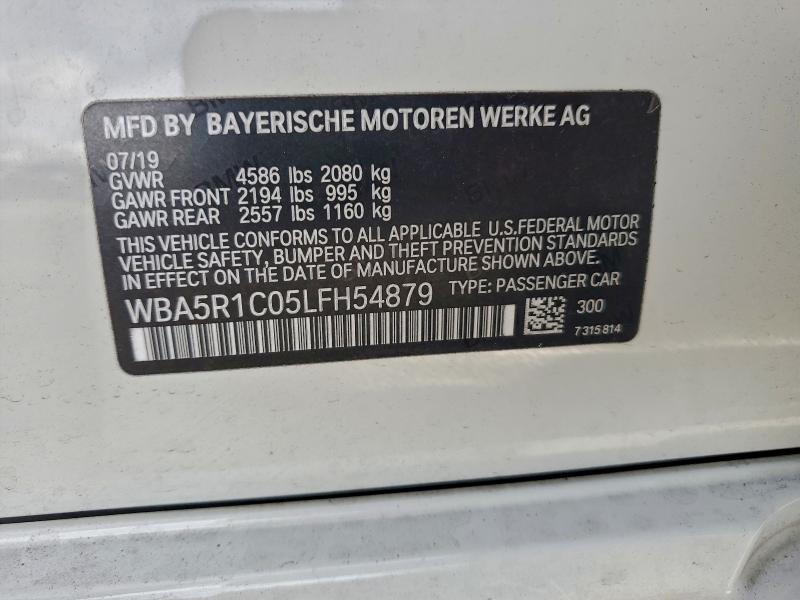 MFD BY BAYERISCHE MOTOREN WERKE AG
07/19
GVWR 4586 lbs 2080 kg
GAWR FRONT 2194 lbs 995 kg
GAWR REAR 2557 lbs 1160 kg
THIS VEHICLE CONFORMS TO ALL APPLICABLE U.S.FEDERAL MOTOR
VEHICLE SAFETY, BUMPER AND THEFT PREVENTION STANDARDS
IN EFFECT ON THE DATE OF MANUFACTURE SHOWN ABOVE.
WBA5R1C05LFH54879 TYPE: PASSENGER CAR
300
7315814